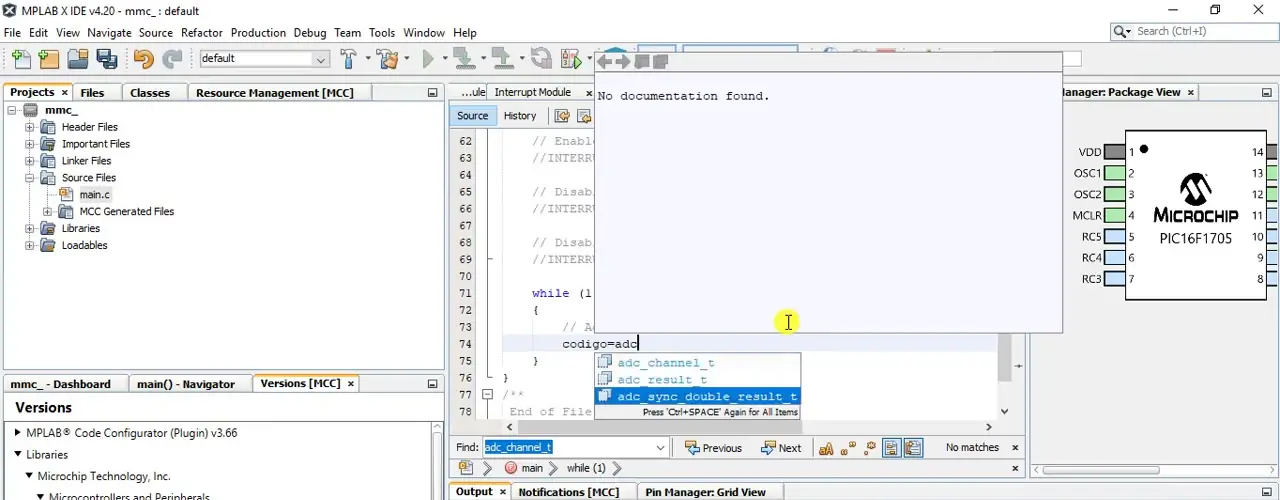 MPLAB X IDE v4.20 - mmc_ : default
File Edit View Navigate Source Refactor Production Debug Team Tools Window Help
Search (Ctrl+I)
default
Projects Files Classes Resource Management [MCC]
...ule Interrupt Module
Manager: Package View
mmc_
Header Files
Important Files
Linker Files
Source Files
main.c
MCC Generated Files
Libraries
Loadables
Source History
No documentation found.
62 // Enabl
63 //INTERRU
64
65 // Disabl
66 //INTERRU
67
68 // Disabl
69 //INTERRU
70
71 while (1
72 {
73 // Ad
74 codigo=adc
75 }
76 }
77 /**
78 End of File
adc_channel_t
adc_result_t
adc_sync_double_result_t
Press 'Ctrl+SPACE' Again for All Items
VDD 1 14
OSC1 2 13
OSC2 3 12
MCLR 4 11
RC5 5 10
RC4 6 9
RC3 7 8
MICROCHIP
PIC16F1705
mmc_ - Dashboard main() - Navigator Versions [MCC]
Versions
MPLAB® Code Configurator (Plugin) v3.66
Libraries
Microchip Technology, Inc.
Microcontrollers and Peripherals
Find: adc_channel_t Previous Next No matches
main while (1)
Output Notifications [MCC] Pin Manager: Grid View